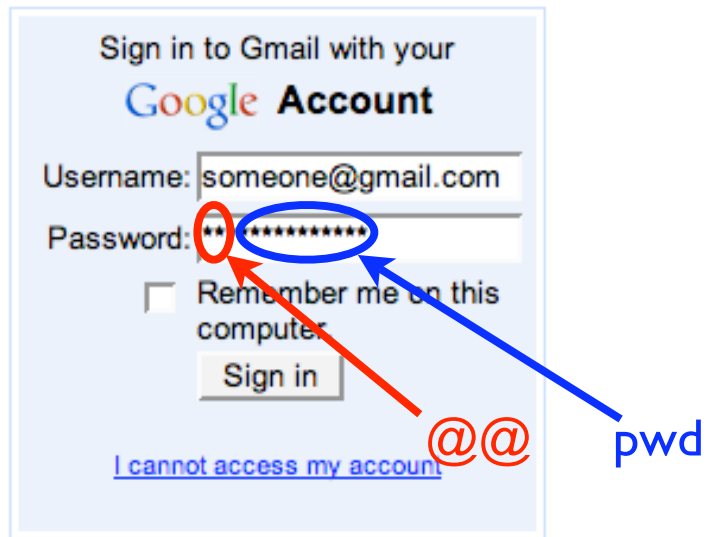 Sign in to Gmail with your
Google Account
Username: someone@gmail.com
Password: **************
Remember me on this
computer.
Sign in
@@ pwd
I cannot access my account